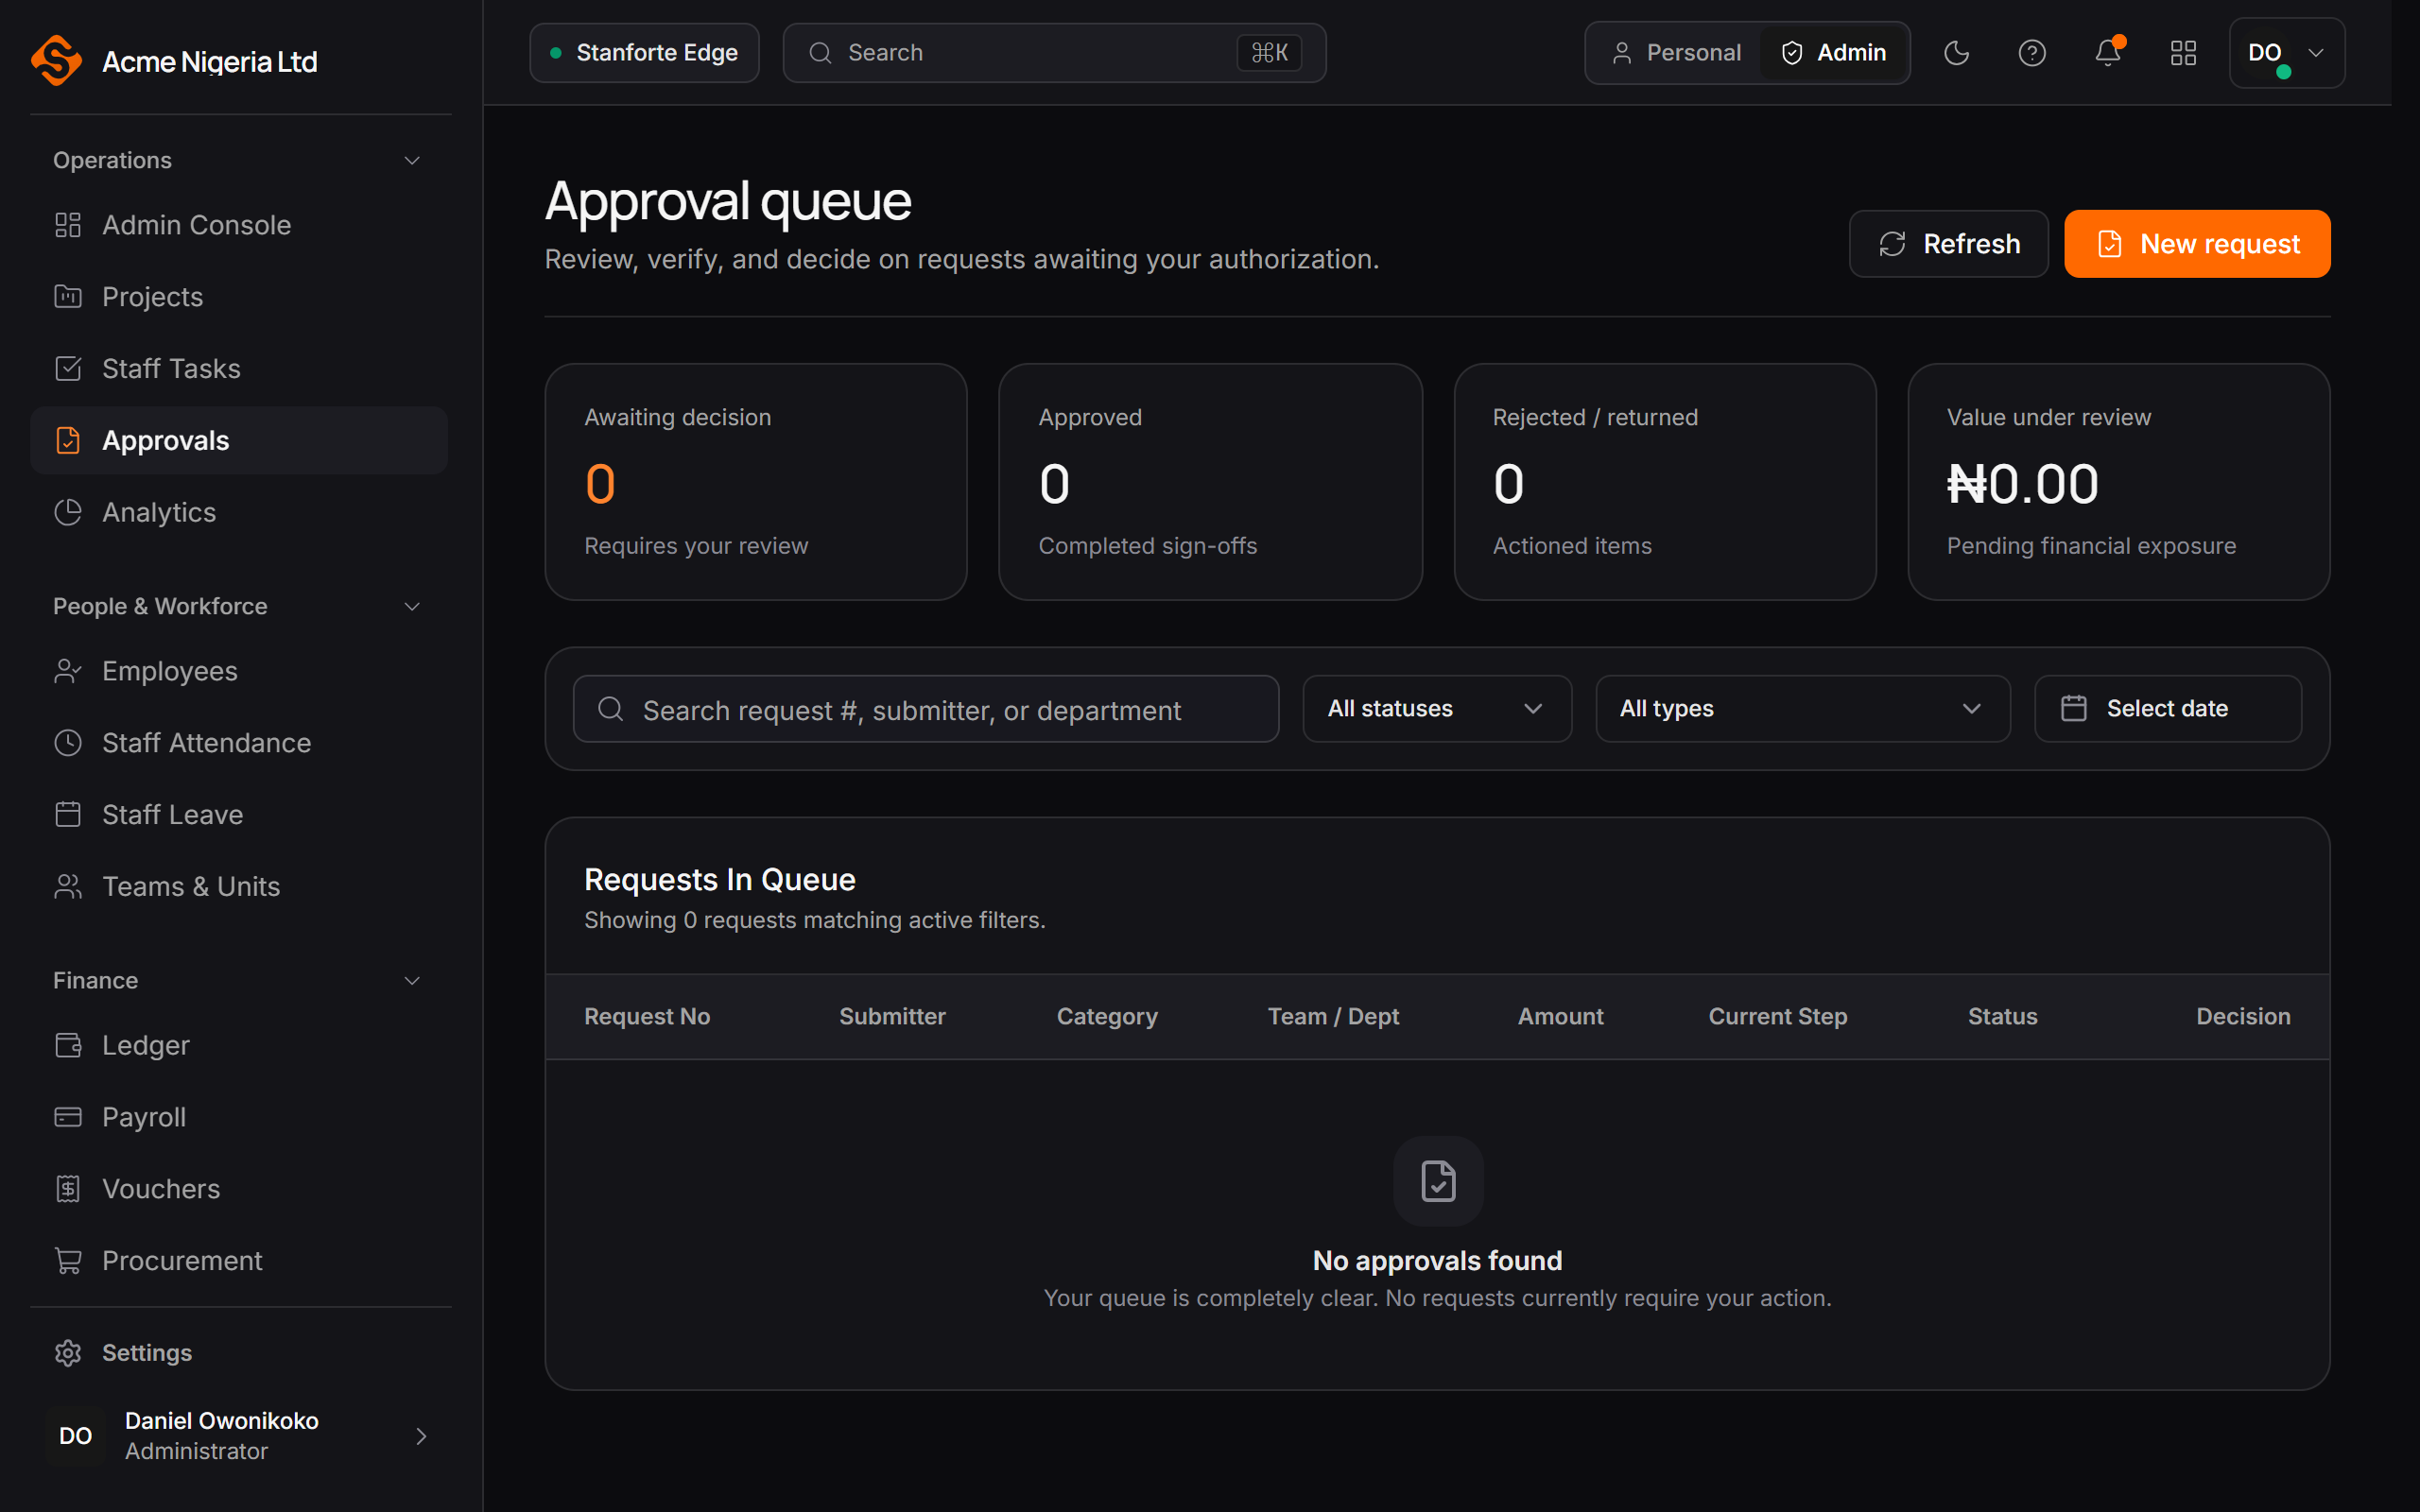 Acme Nigeria Ltd
Operations
Admin Console
Projects
Staff Tasks
Approvals
Analytics
People & Workforce
Employees
Staff Attendance
Staff Leave
Teams & Units
Finance
Ledger
Payroll
Vouchers
Procurement
Settings
DO
Daniel Owonikoko
Administrator
Stanforte Edge
Search
⌘K
Personal
Admin
DO
Approval queue
Review, verify, and decide on requests awaiting your authorization.
Refresh
New request
Awaiting decision
0
Requires your review
Approved
0
Completed sign-offs
Rejected / returned
0
Actioned items
Value under review
₦0.00
Pending financial exposure
Search request #, submitter, or department
All statuses
All types
Select date
Requests In Queue
Showing 0 requests matching active filters.
Request No Submitter Category Team / Dept Amount Current Step Status Decision
No approvals found
Your queue is completely clear. No requests currently require your action.